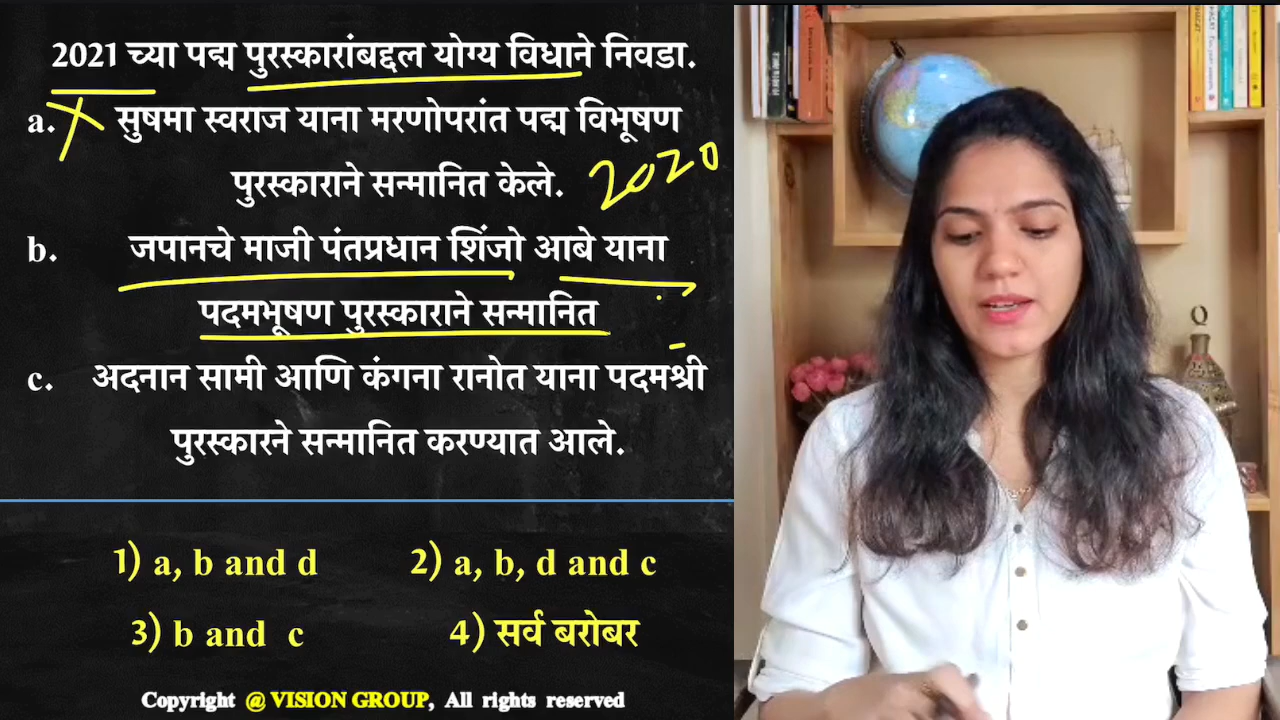 2021 च्या पद्म पुरस्कारांबद्दल योग्य विधाने निवडा.
a. सुषमा स्वराज याना मरणोपरांत पद्म विभूषण
पुरस्काराने सन्मानित केले. 2020
b. जपानचे माजी पंतप्रधान शिंजो आबे याना
पदमभूषण पुरस्काराने सन्मानित
c. अदनान सामी आणि कंगना रानोत याना पदमश्री
पुरस्कारने सन्मानित करण्यात आले.
1) a, b and d 2) a, b, d and c
3) b and c 4) सर्व बरोबर
Copyright @ VISION GROUP, All rights reserved